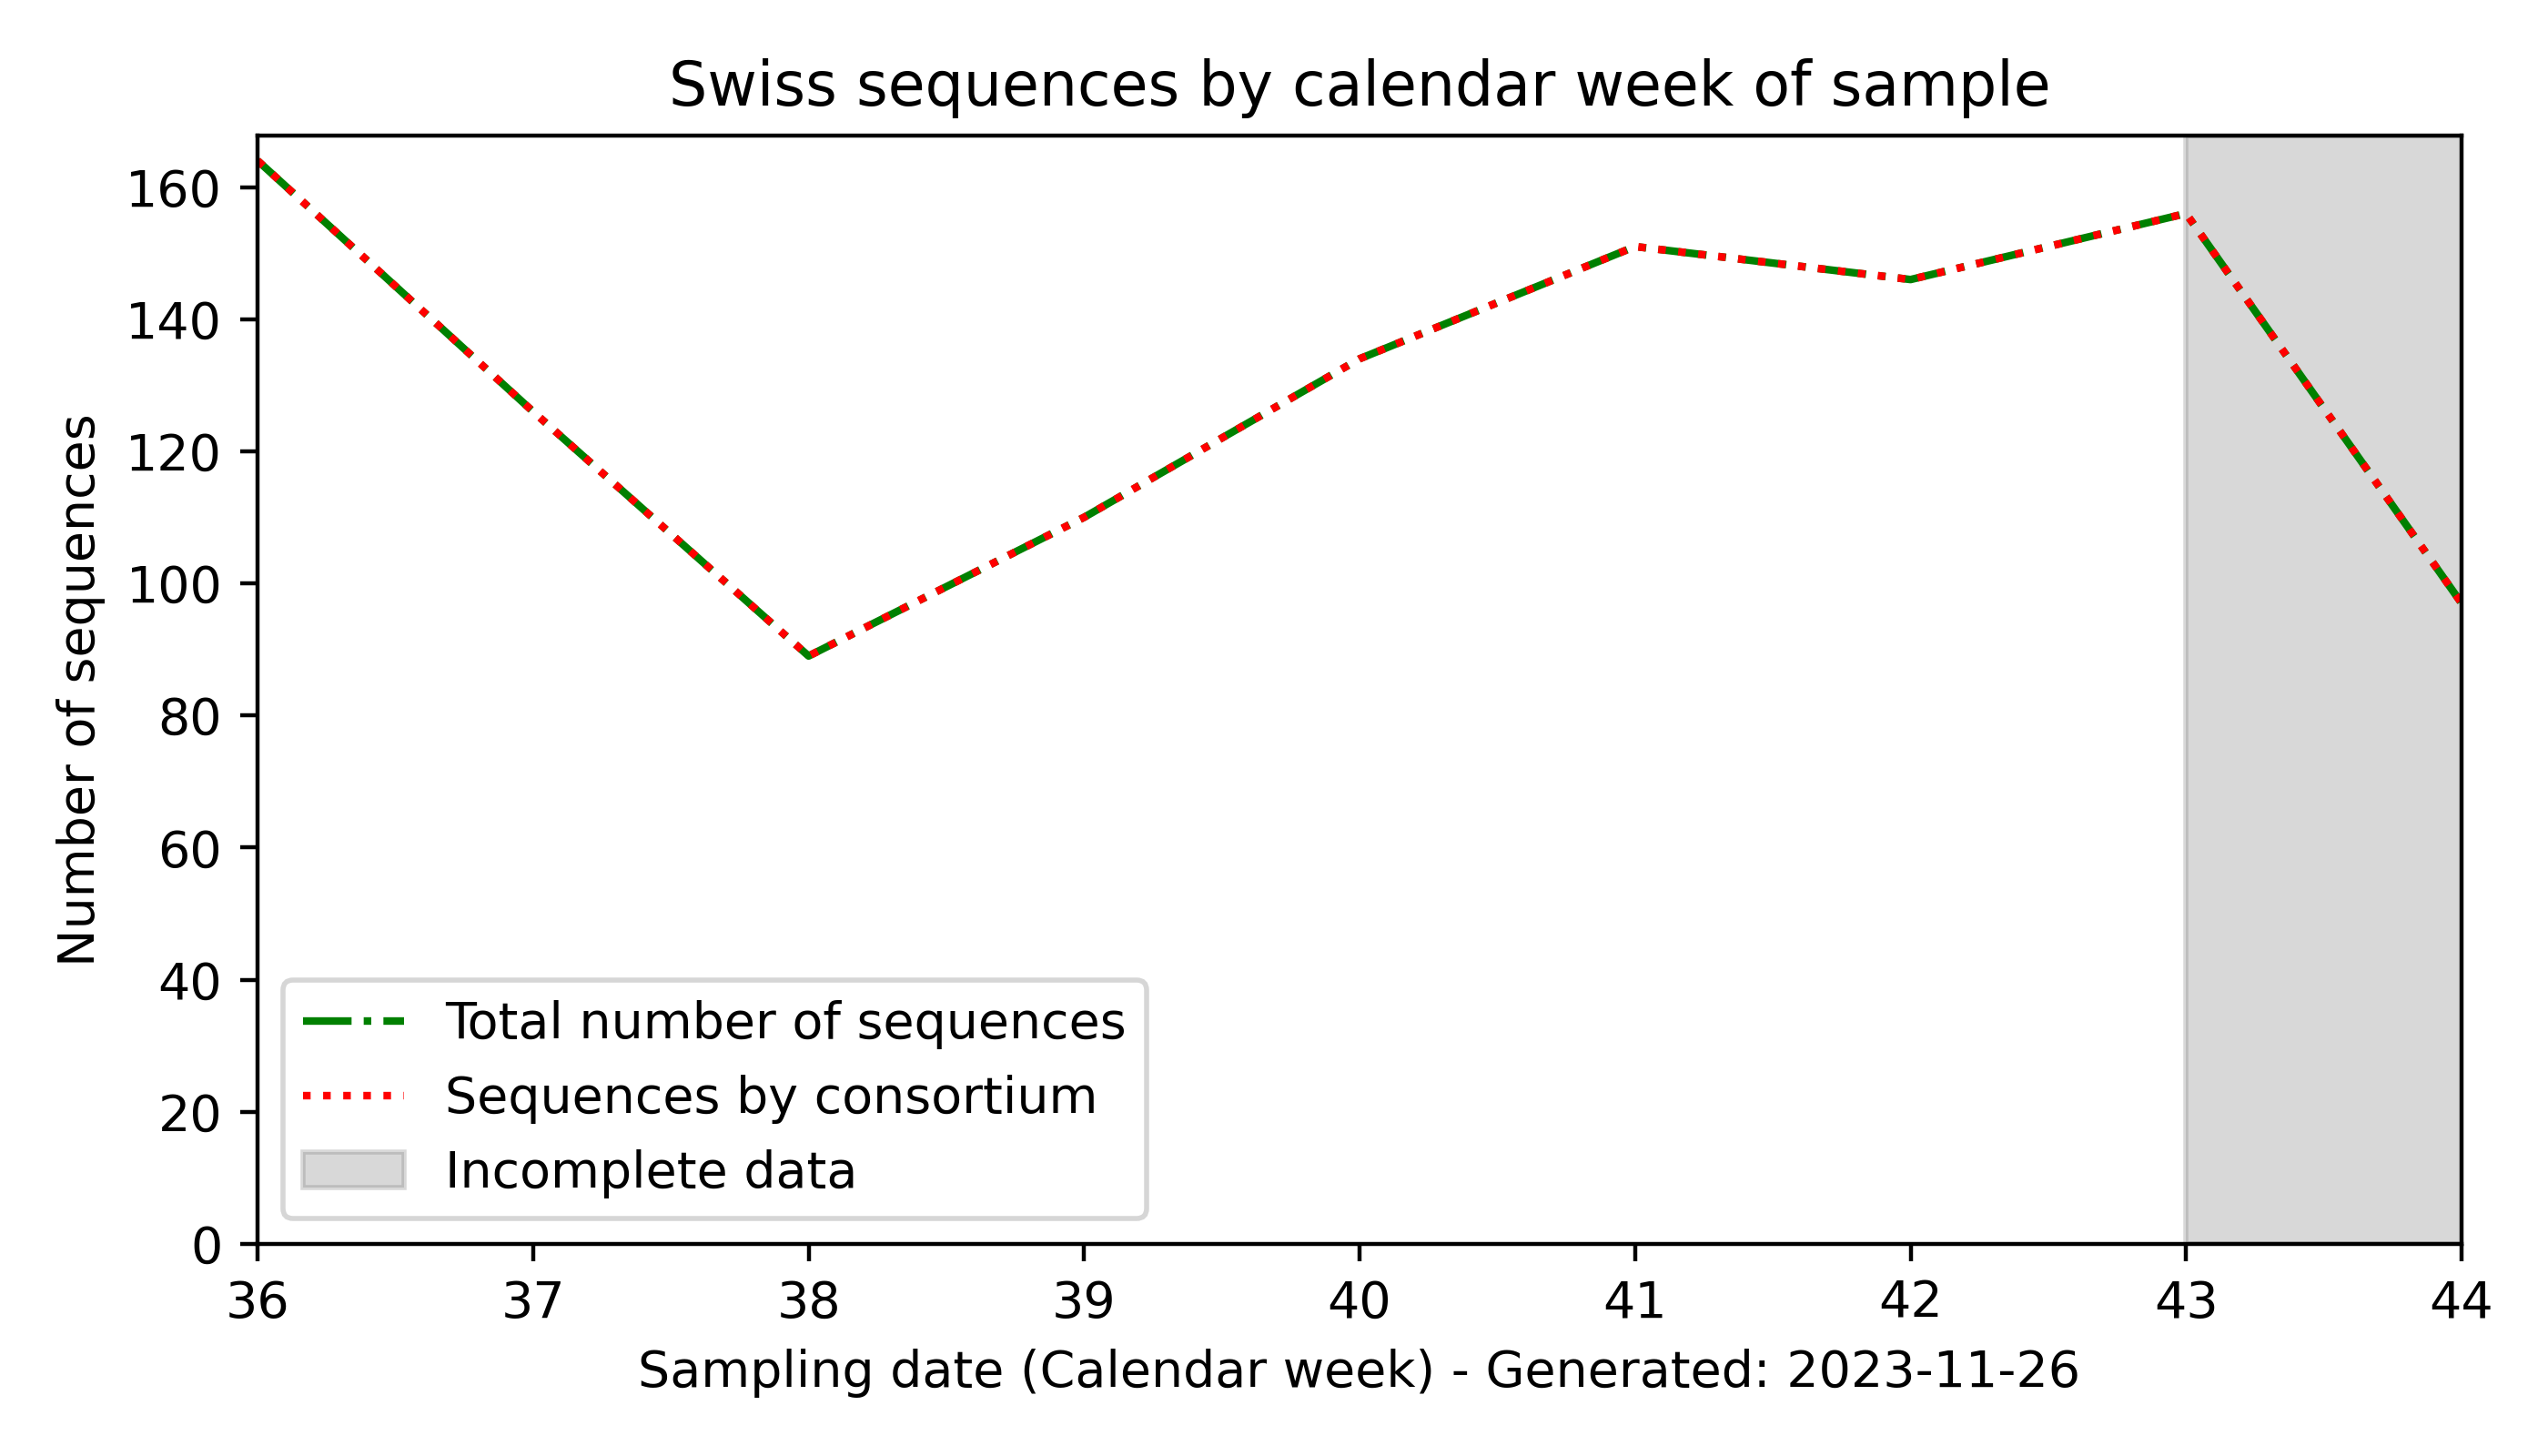 Swiss sequences by calendar week of sample
Number of sequences
160
140
120
100
80
60
40
20
0
Total number of sequences
Sequences by consortium
Incomplete data
36 37 38 39 40 41 42 43 44
Sampling date (Calendar week) - Generated: 2023-11-26